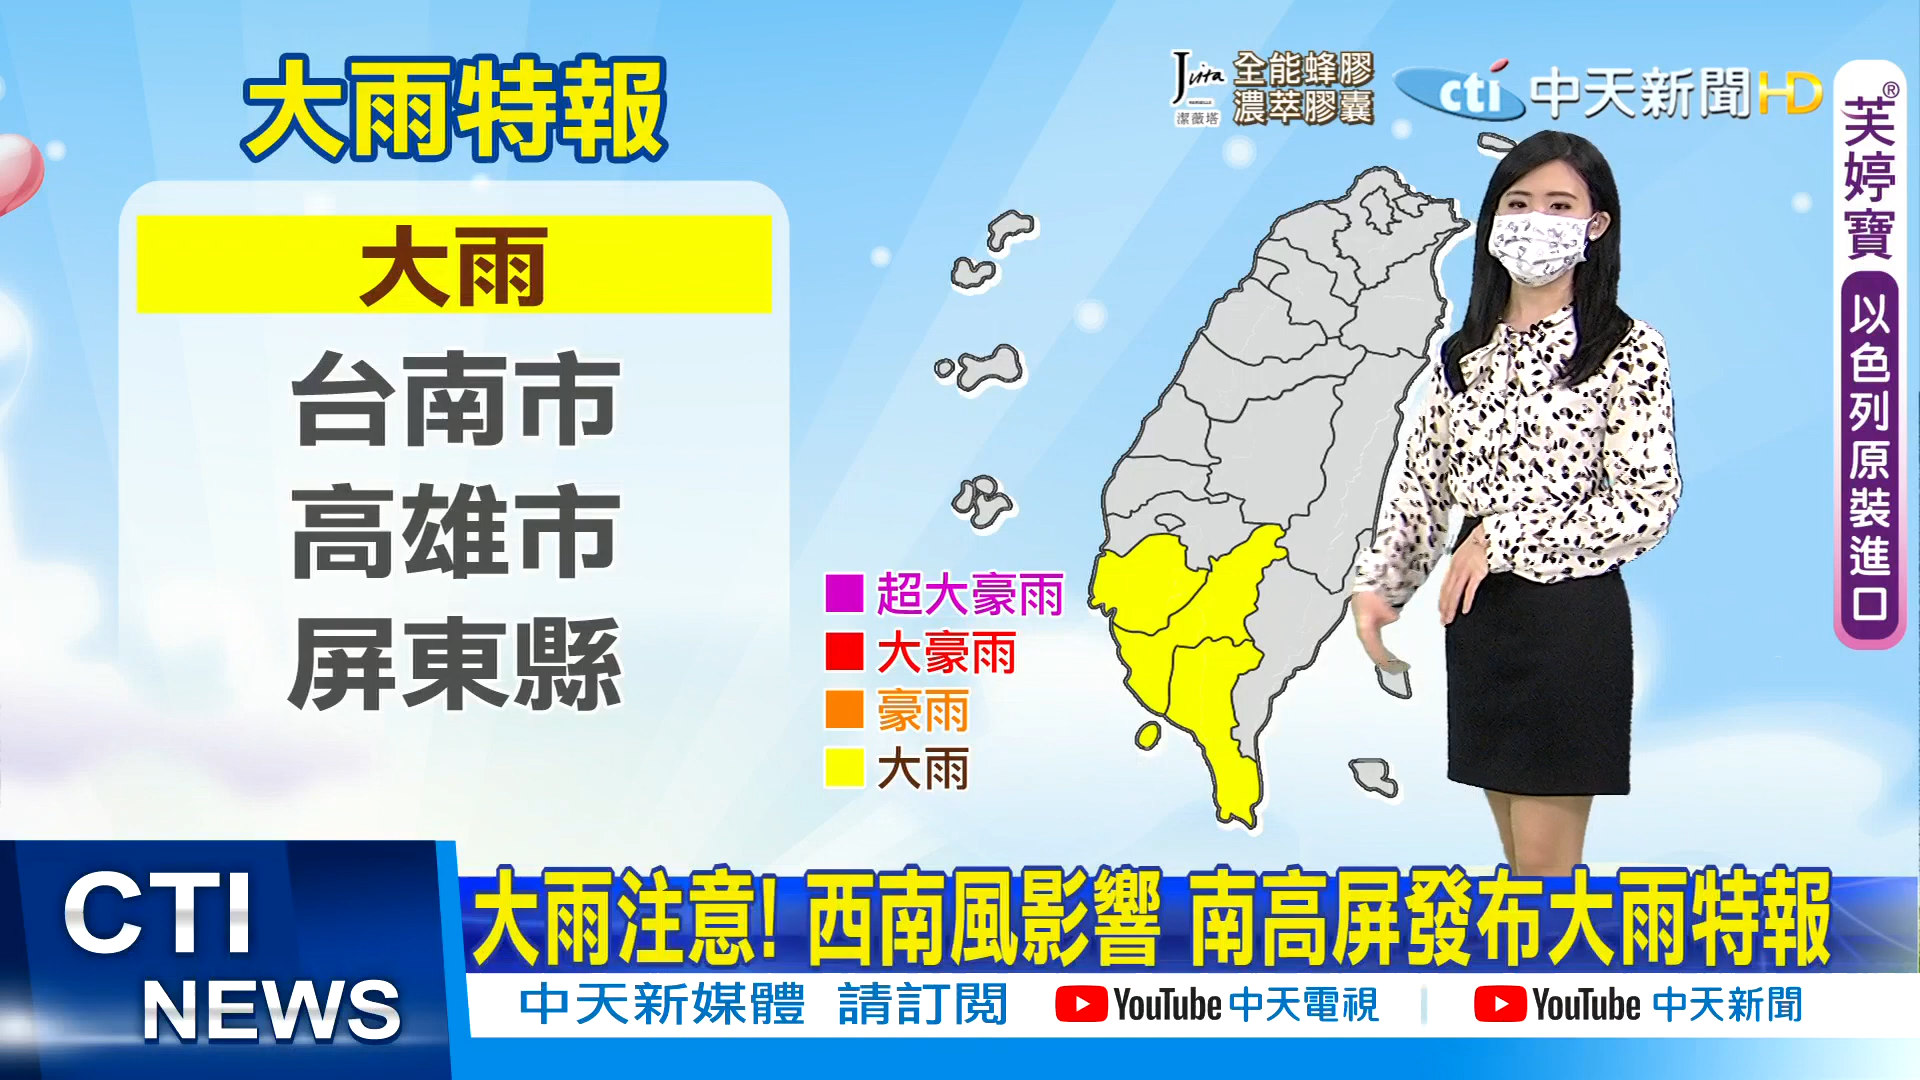 大雨特報
大雨
台南市
高雄市
屏東縣
超大豪雨
大豪雨
豪雨
大雨
Jvita
MARSEILLE
潔薇塔
全能蜂膠
濃萃膠囊
cti 中天新聞HD
芙婷寶®
以色列原裝進口
CTI
NEWS
大雨注意! 西南風影響 南高屏發布大雨特報
中天新媒體 請訂閱 YouTube 中天電視 | YouTube 中天新聞